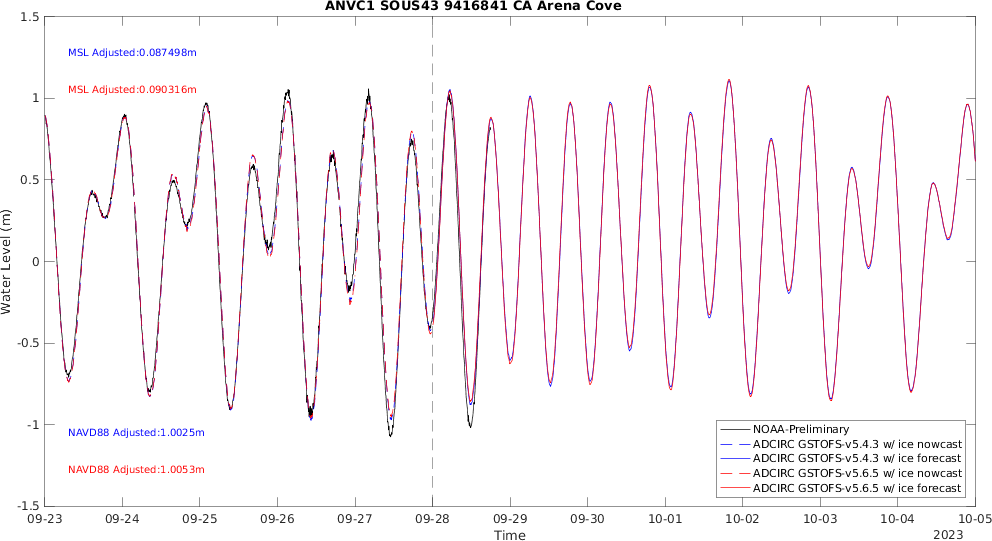 ANVC1 SOUS43 9416841 CA Arena Cove
1.5
1
0.5
0
-0.5
-1
-1.5
Water Level (m)
MSL Adjusted:0.087498m
MSL Adjusted:0.090316m
NAVD88 Adjusted:1.0025m
NAVD88 Adjusted:1.0053m
NOAA-Preliminary
ADCIRC GSTOFS-v5.4.3 w/ ice nowcast
ADCIRC GSTOFS-v5.4.3 w/ ice forecast
ADCIRC GSTOFS-v5.6.5 w/ ice nowcast
ADCIRC GSTOFS-v5.6.5 w/ ice forecast
09-23 09-24 09-25 09-26 09-27 09-28 09-29 09-30 10-01 10-02 10-03 10-04 10-05
Time
2023